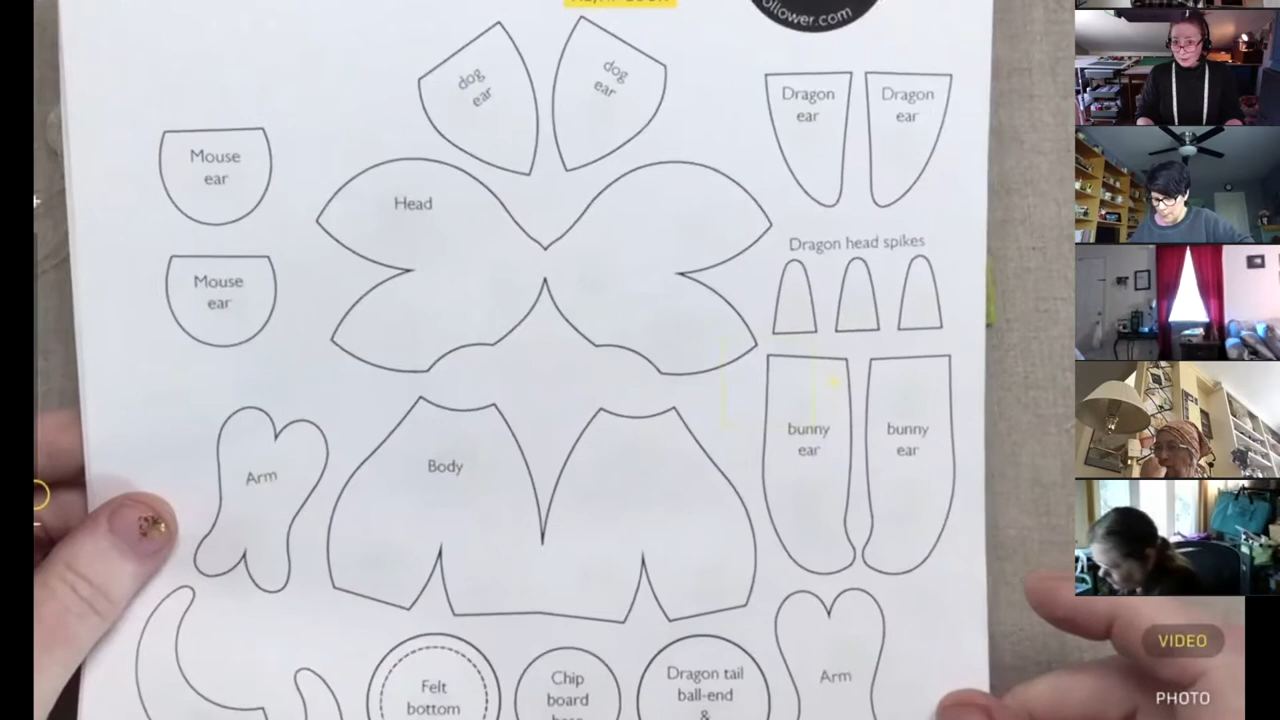 ollower.com
dog
ear
dog
ear
Dragon
ear
Dragon
ear
Mouse
ear
Head
Dragon head spikes
Mouse
ear
bunny
ear
bunny
ear
Body
Arm
Felt
bottom
Chip
board
Dragon tail
ball-end
&
Arm
VIDEO
PHOTO